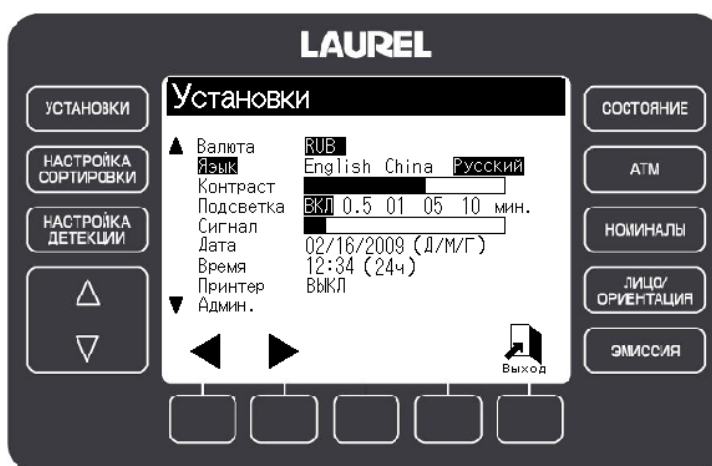 LAUREL
УСТАНОВКИ
НАСТРОЙКА
СОРТИРОВКИ
НАСТРОЙКА
ДЕТЕКЦИИ
Установки
Валюта RUB
Язык English China Русский
Контраст
Подсветка ВКЛ 0.5 01 05 10 мин.
Сигнал
Дата 02/16/2009 (Д/М/Г)
Время 12:34 (24ч)
Принтер ВЫКЛ
Админ.
Выход
СОСТОЯНИЕ
АТМ
НОМИНАЛЫ
ЛИЦО/
ОРИЕНТАЦИЯ
ЭМИССИЯ